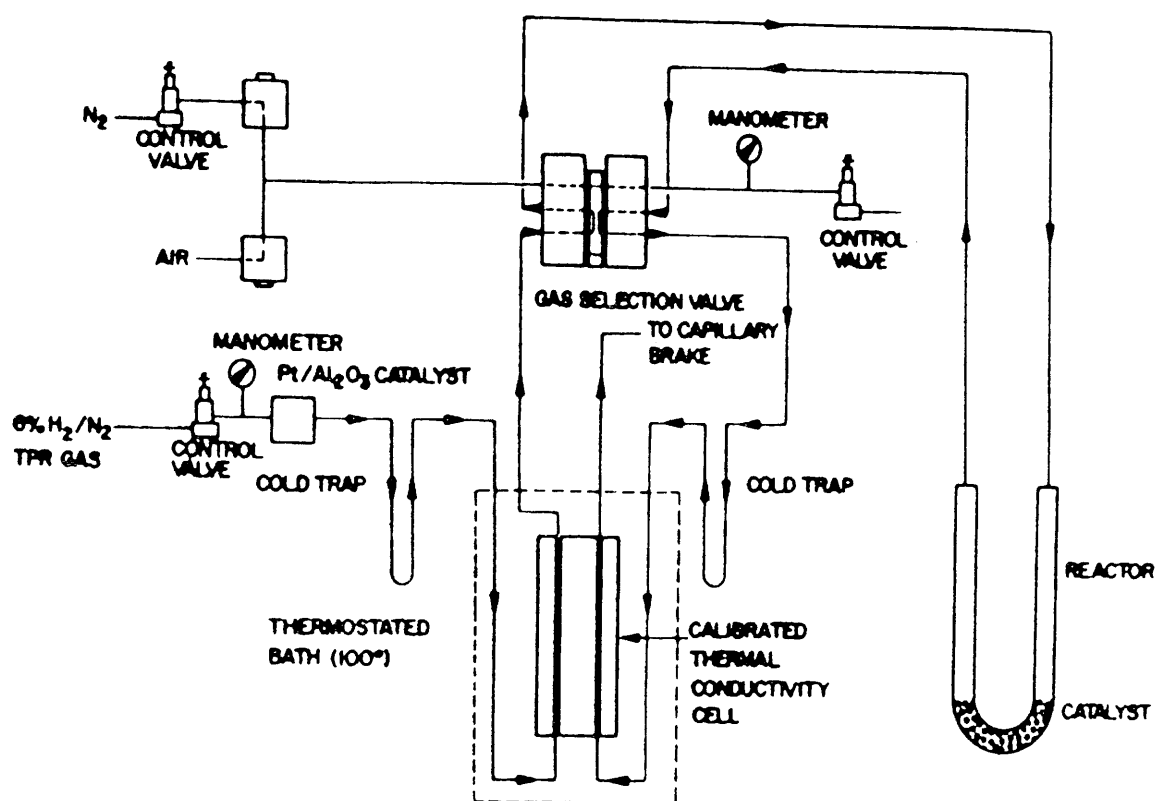 N₂
CONTROL
VALVE
AIR
MANOMETER
CONTROL
VALVE
GAS SELECTION VALVE
TO CAPILLARY
BRAKE
MANOMETER
Pt/Al₂O₃ CATALYST
6% H₂/N₂
TPR GAS
CONTROL
VALVE
COLD TRAP
COLD TRAP
THERMOSTATED
BATH (100°)
CALIBRATED
THERMAL
CONDUCTIVITY
CELL
REACTOR
CATALYST